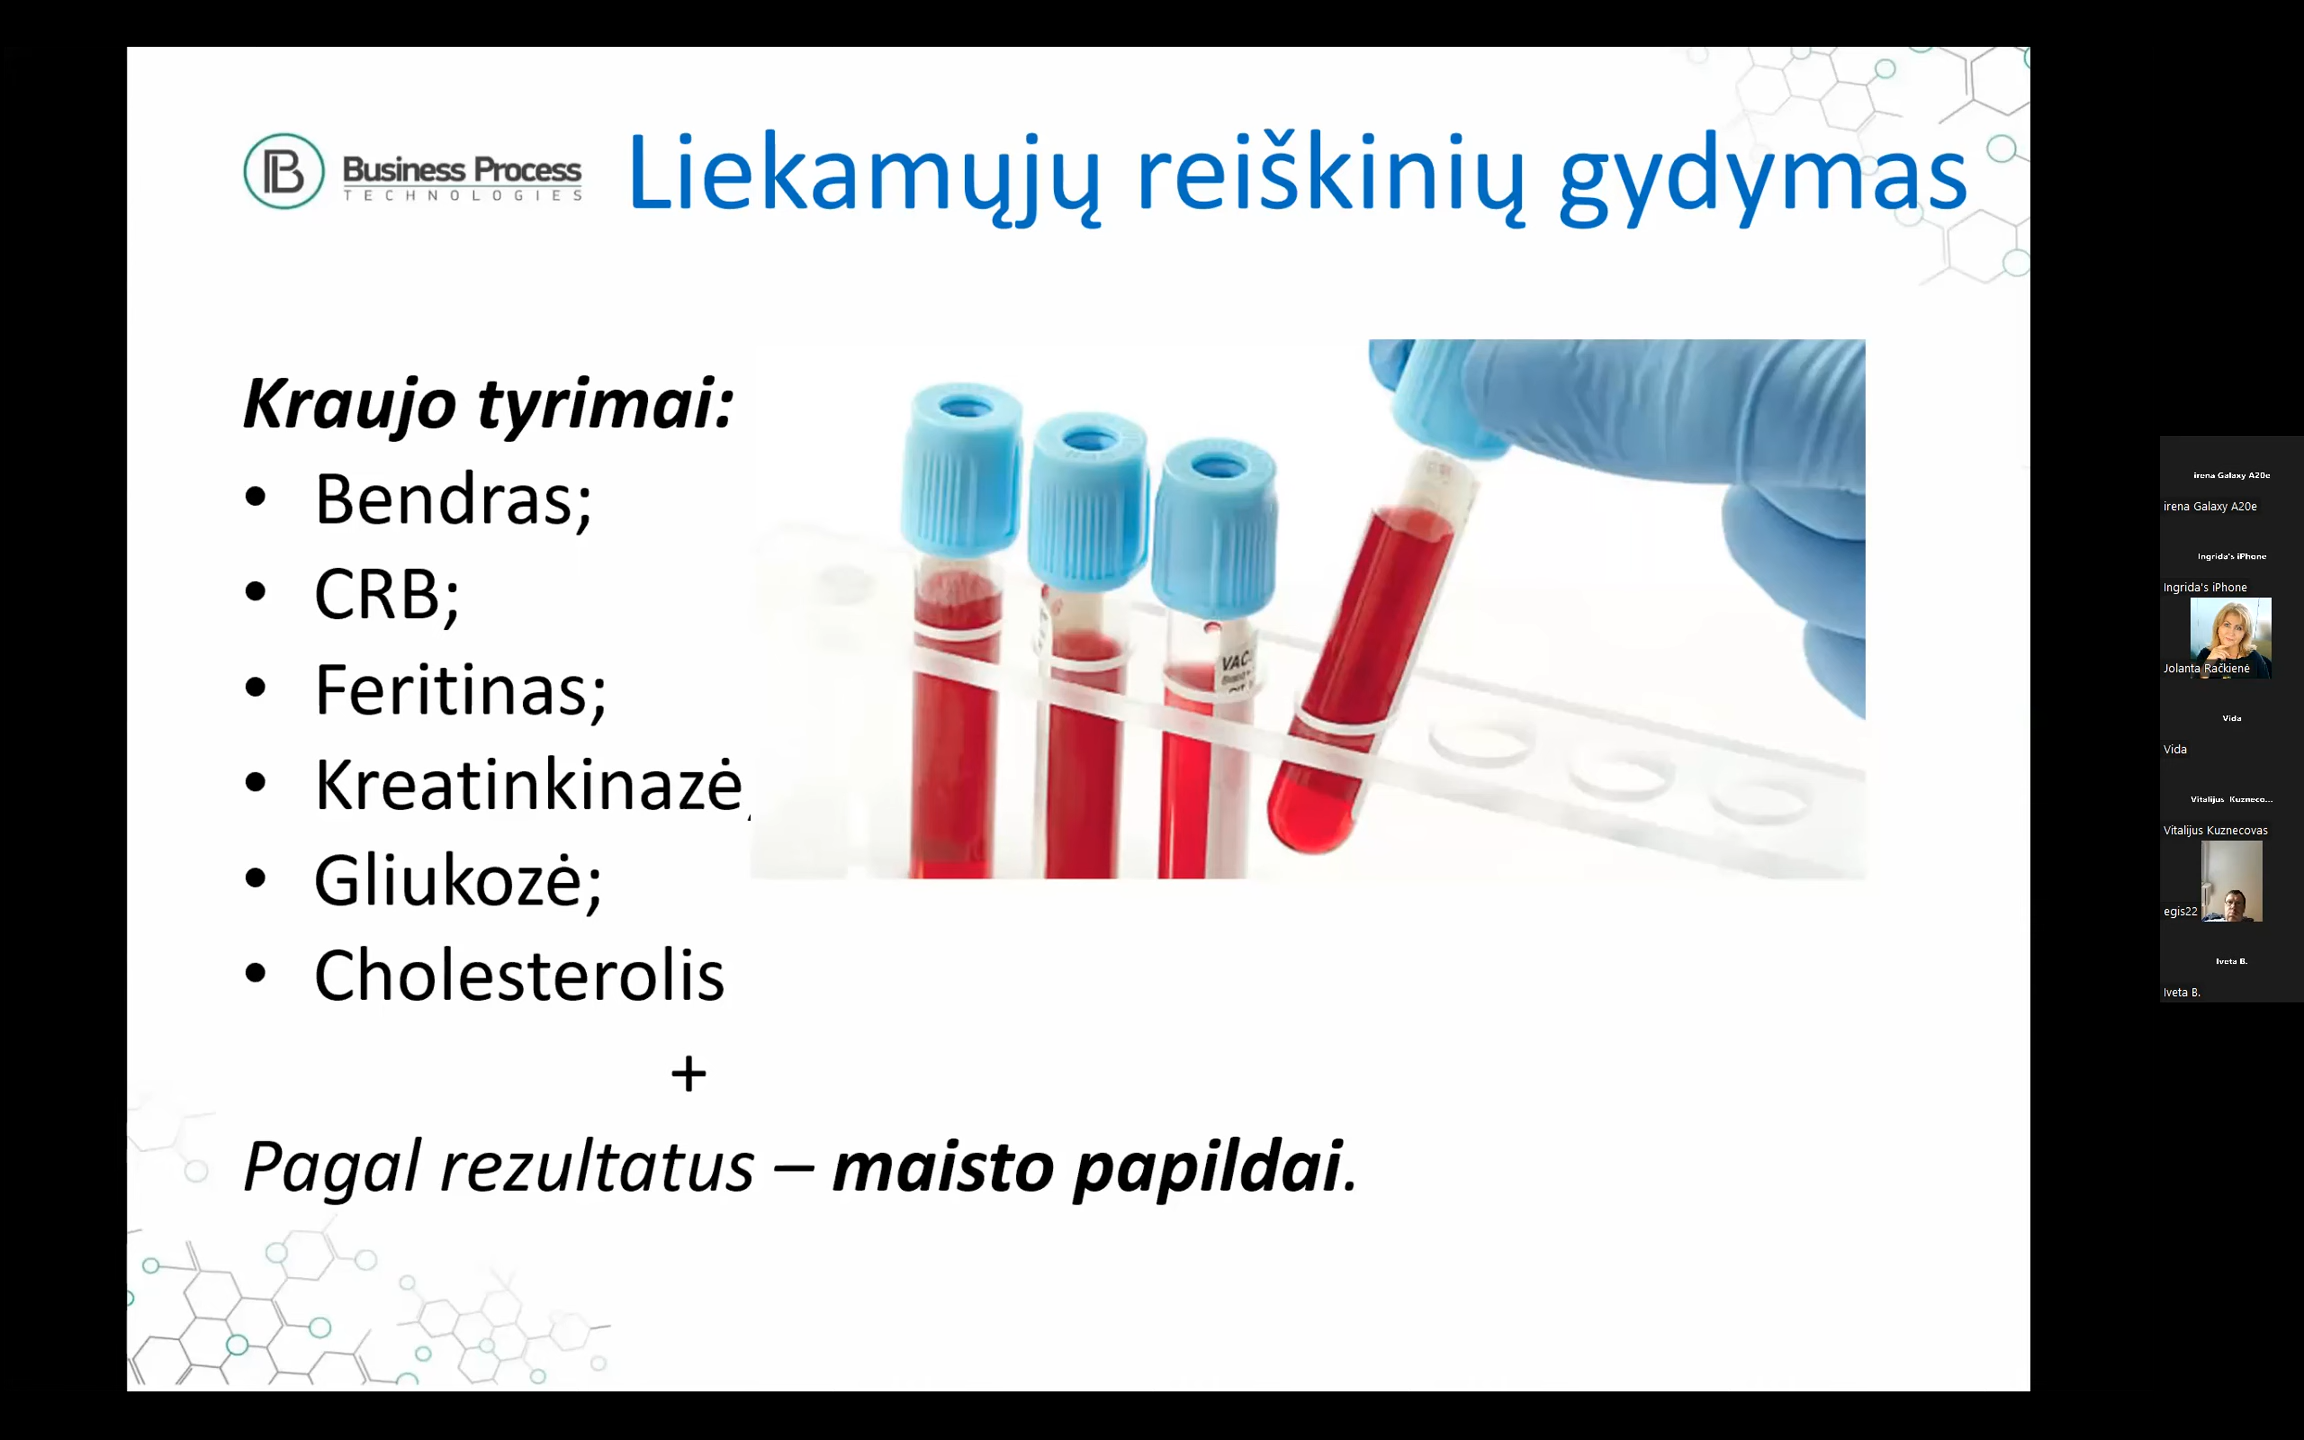 Business Process
TECHNOLOGIES
Liekamųjų reiškinių gydymas
Kraujo tyrimai:
• Bendras;
• CRB;
• Feritinas;
• Kreatinkinazė;
• Gliukozė;
• Cholesterolis
+
Pagal rezultatus – maisto papildai.
VAC
irena Galaxy A20e
irena Galaxy A20e
Ingrida's iPhone
Ingrida's iPhone
Jolanta Račkienė
Vida
Vida
Vitalijus Kuzneco...
Vitalijus Kuznecovas
egis22
Iveta B.
Iveta B.